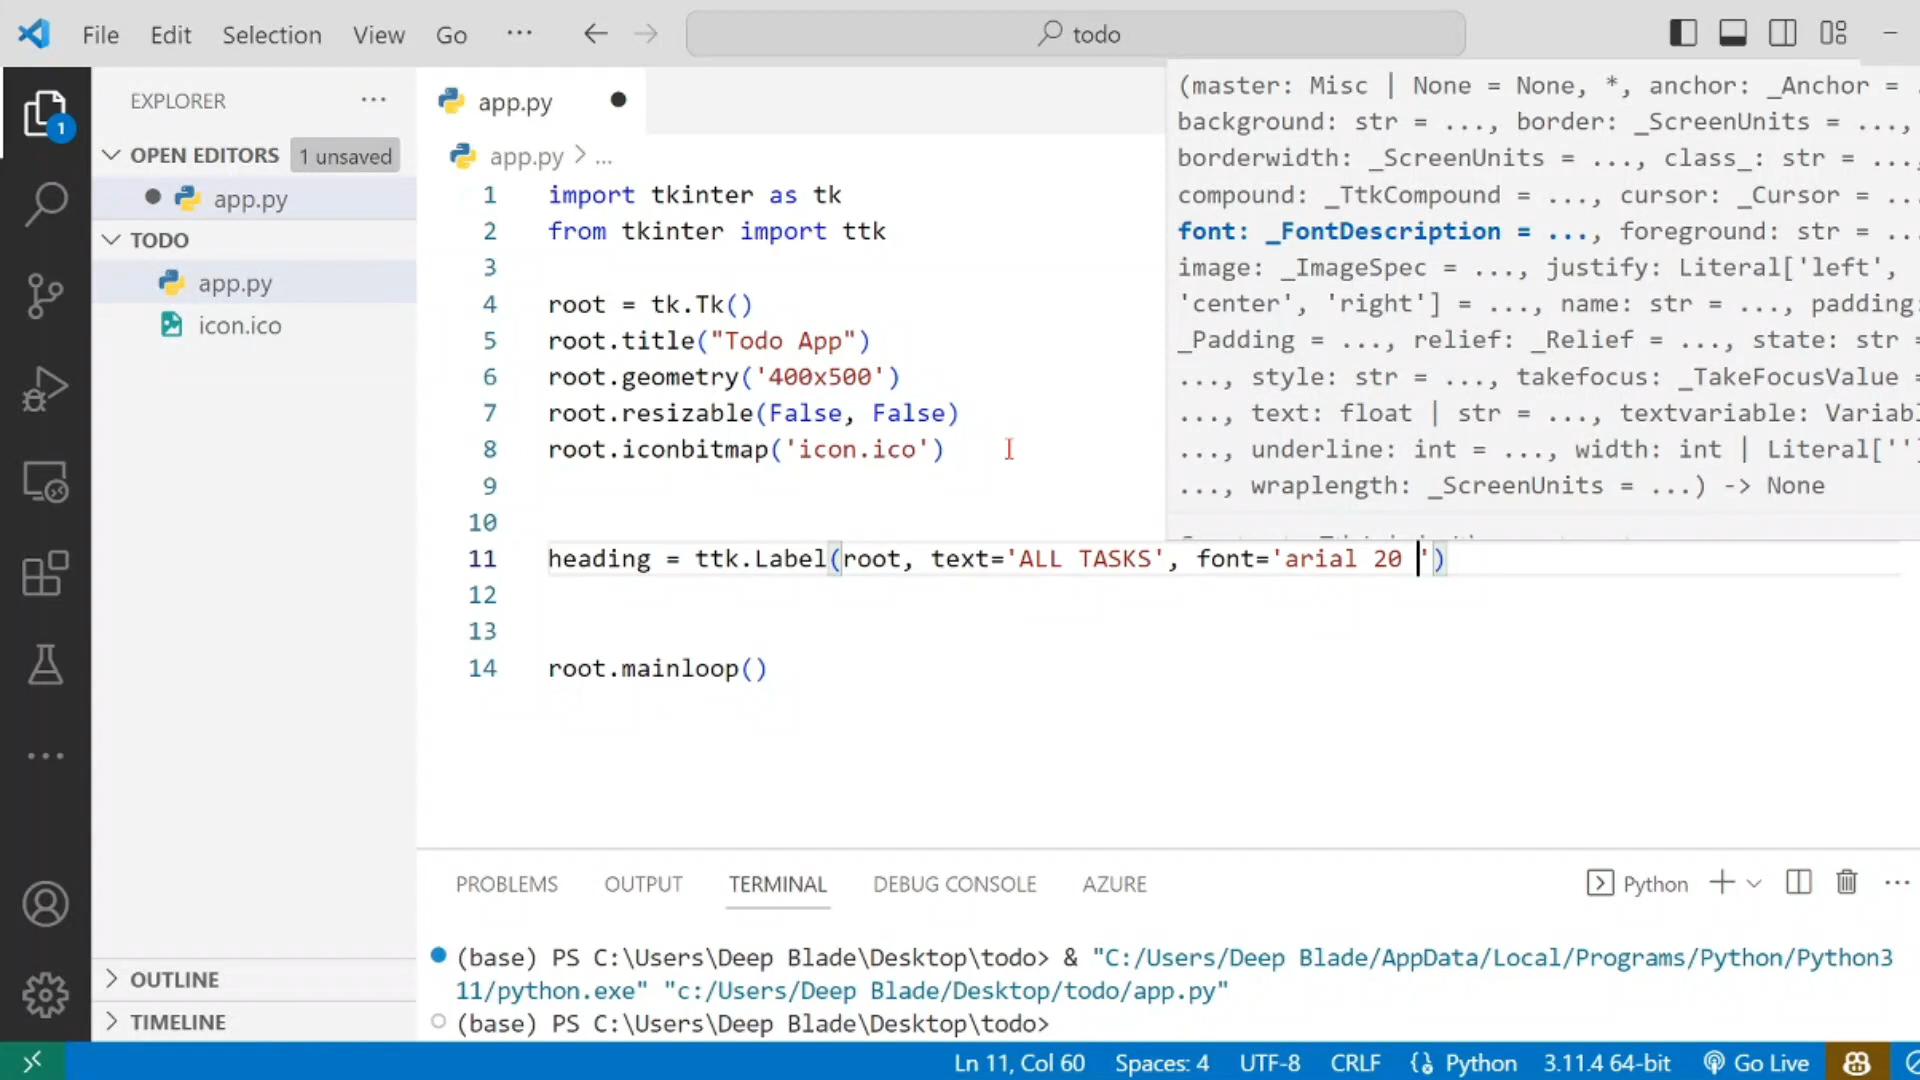 File Edit Selection View Go ··· todo
EXPLORER ···
OPEN EDITORS 1 unsaved
app.py
TODO
app.py
icon.ico
OUTLINE
TIMELINE
1
app.py
app.py > ...
1 import tkinter as tk
2 from tkinter import ttk
3
4 root = tk.Tk()
5 root.title("Todo App")
6 root.geometry('400x500')
7 root.resizable(False, False)
8 root.iconbitmap('icon.ico')
9
10
11 heading = ttk.Label(root, text='ALL TASKS', font='arial 20 ')
12
13
14 root.mainloop()
(master: Misc | None = None, *, anchor: _Anchor = .
background: str = ..., border: _ScreenUnits = ...,
borderwidth: _ScreenUnits = ..., class_: str = ...,
compound: _TtkCompound = ..., cursor: _Cursor = ...
font: _FontDescription = ..., foreground: str = ...
image: _ImageSpec = ..., justify: Literal['left',
'center', 'right'] = ..., name: str = ..., padding:
_Padding = ..., relief: _Relief = ..., state: str =
..., style: str = ..., takefocus: _TakeFocusValue =
..., text: float | str = ..., textvariable: Variabl
..., underline: int = ..., width: int | Literal['']
..., wraplength: _ScreenUnits = ...) -> None
PROBLEMS OUTPUT TERMINAL DEBUG CONSOLE AZURE Python
(base) PS C:\Users\Deep Blade\Desktop\todo> & "C:/Users/Deep Blade/AppData/Local/Programs/Python/Python3
11/python.exe" "c:/Users/Deep Blade/Desktop/todo/app.py"
(base) PS C:\Users\Deep Blade\Desktop\todo>
Ln 11, Col 60 Spaces: 4 UTF-8 CRLF Python 3.11.4 64-bit Go Live